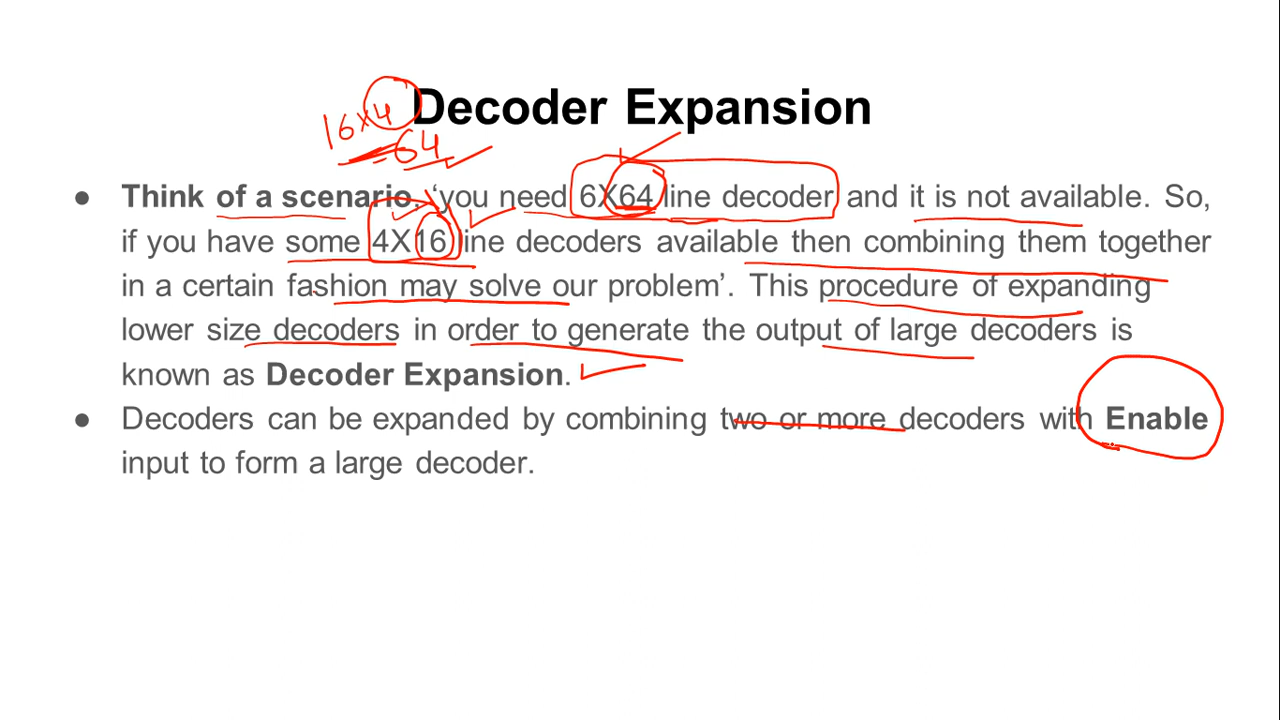 Decoder Expansion
16x4
=64
● Think of a scenario, 'you need 6X64 line decoder and it is not available. So,
if you have some 4X16 line decoders available then combining them together
in a certain fashion may solve our problem'. This procedure of expanding
lower size decoders in order to generate the output of large decoders is
known as Decoder Expansion.
● Decoders can be expanded by combining two or more decoders with Enable
input to form a large decoder.